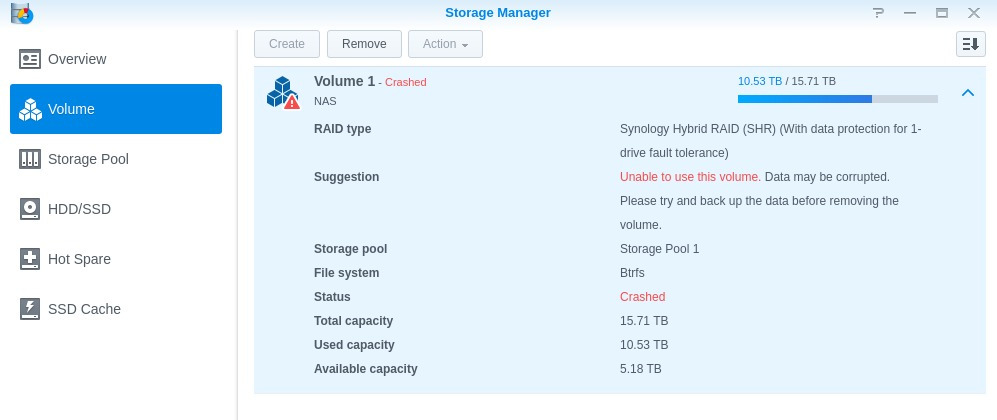 Storage Manager
Overview
Volume
Storage Pool
HDD/SSD
Hot Spare
SSD Cache
Create
Remove
Action
Volume 1 - Crashed
NAS
10.53 TB / 15.71 TB
RAID type
Synology Hybrid RAID (SHR) (With data protection for 1-
drive fault tolerance)
Suggestion
Unable to use this volume. Data may be corrupted.
Please try and back up the data before removing the
volume.
Storage pool
Storage Pool 1
File system
Btrfs
Status
Crashed
Total capacity
15.71 TB
Used capacity
10.53 TB
Available capacity
5.18 TB